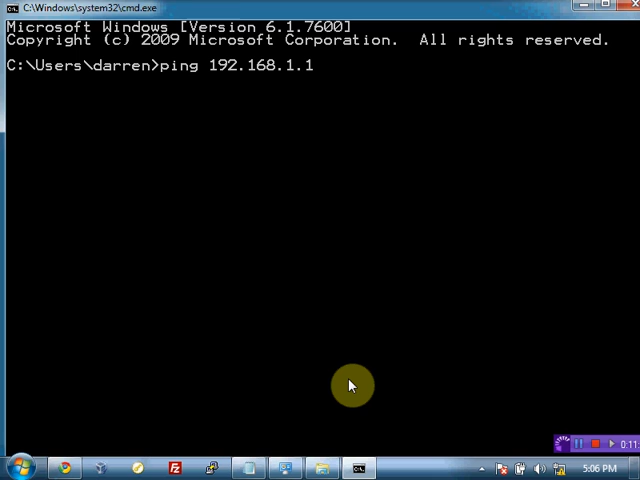 C:\Windows\system32\cmd.exe
Microsoft Windows [Version 6.1.7600]
Copyright (c) 2009 Microsoft Corporation.  All rights reserved.
C:\Users\darren>ping 192.168.1.1
0:11
5:06 PM